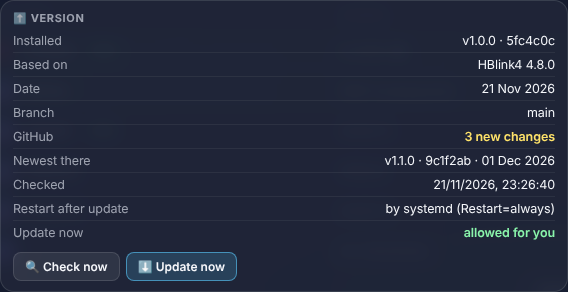 ⬆️ VERSION
Installed v1.0.0 · 5fc4c0c
Based on HBlink4 4.8.0
Date 21 Nov 2026
Branch main
GitHub 3 new changes
Newest there v1.1.0 · 9c1f2ab · 01 Dec 2026
Checked 21/11/2026, 23:26:40
Restart after update by systemd (Restart=always)
Update now allowed for you
🔍 Check now ⬇️ Update now